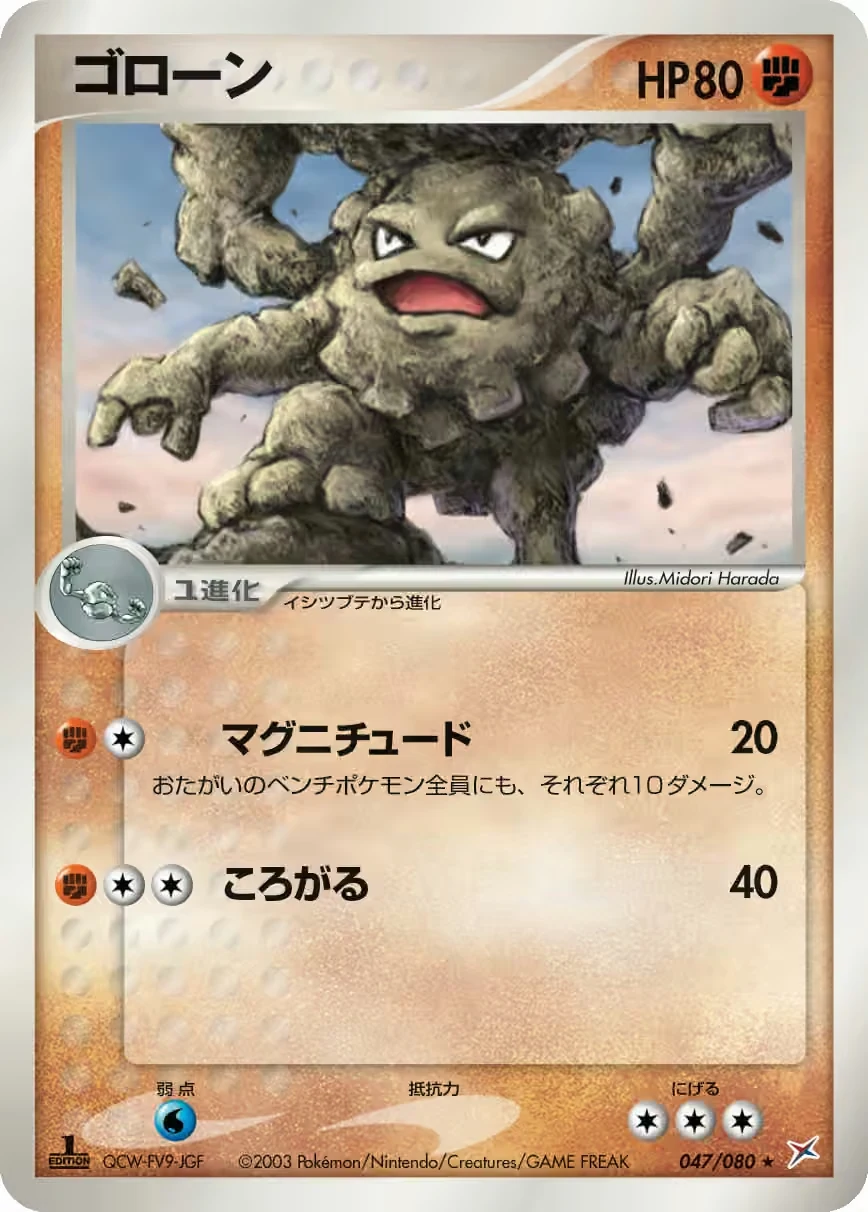 ゴローン HP80
Illus.Midori Harada
1進化
イシツブテから進化
マグニチュード 20
おたがいのベンチポケモン全員にも、それぞれ10ダメージ。
ころがる 40
弱点 抵抗力 にげる
1 EDITION QCW-FV9-JGF ©2003 Pokémon/Nintendo/Creatures/GAME FREAK 047/080 ★